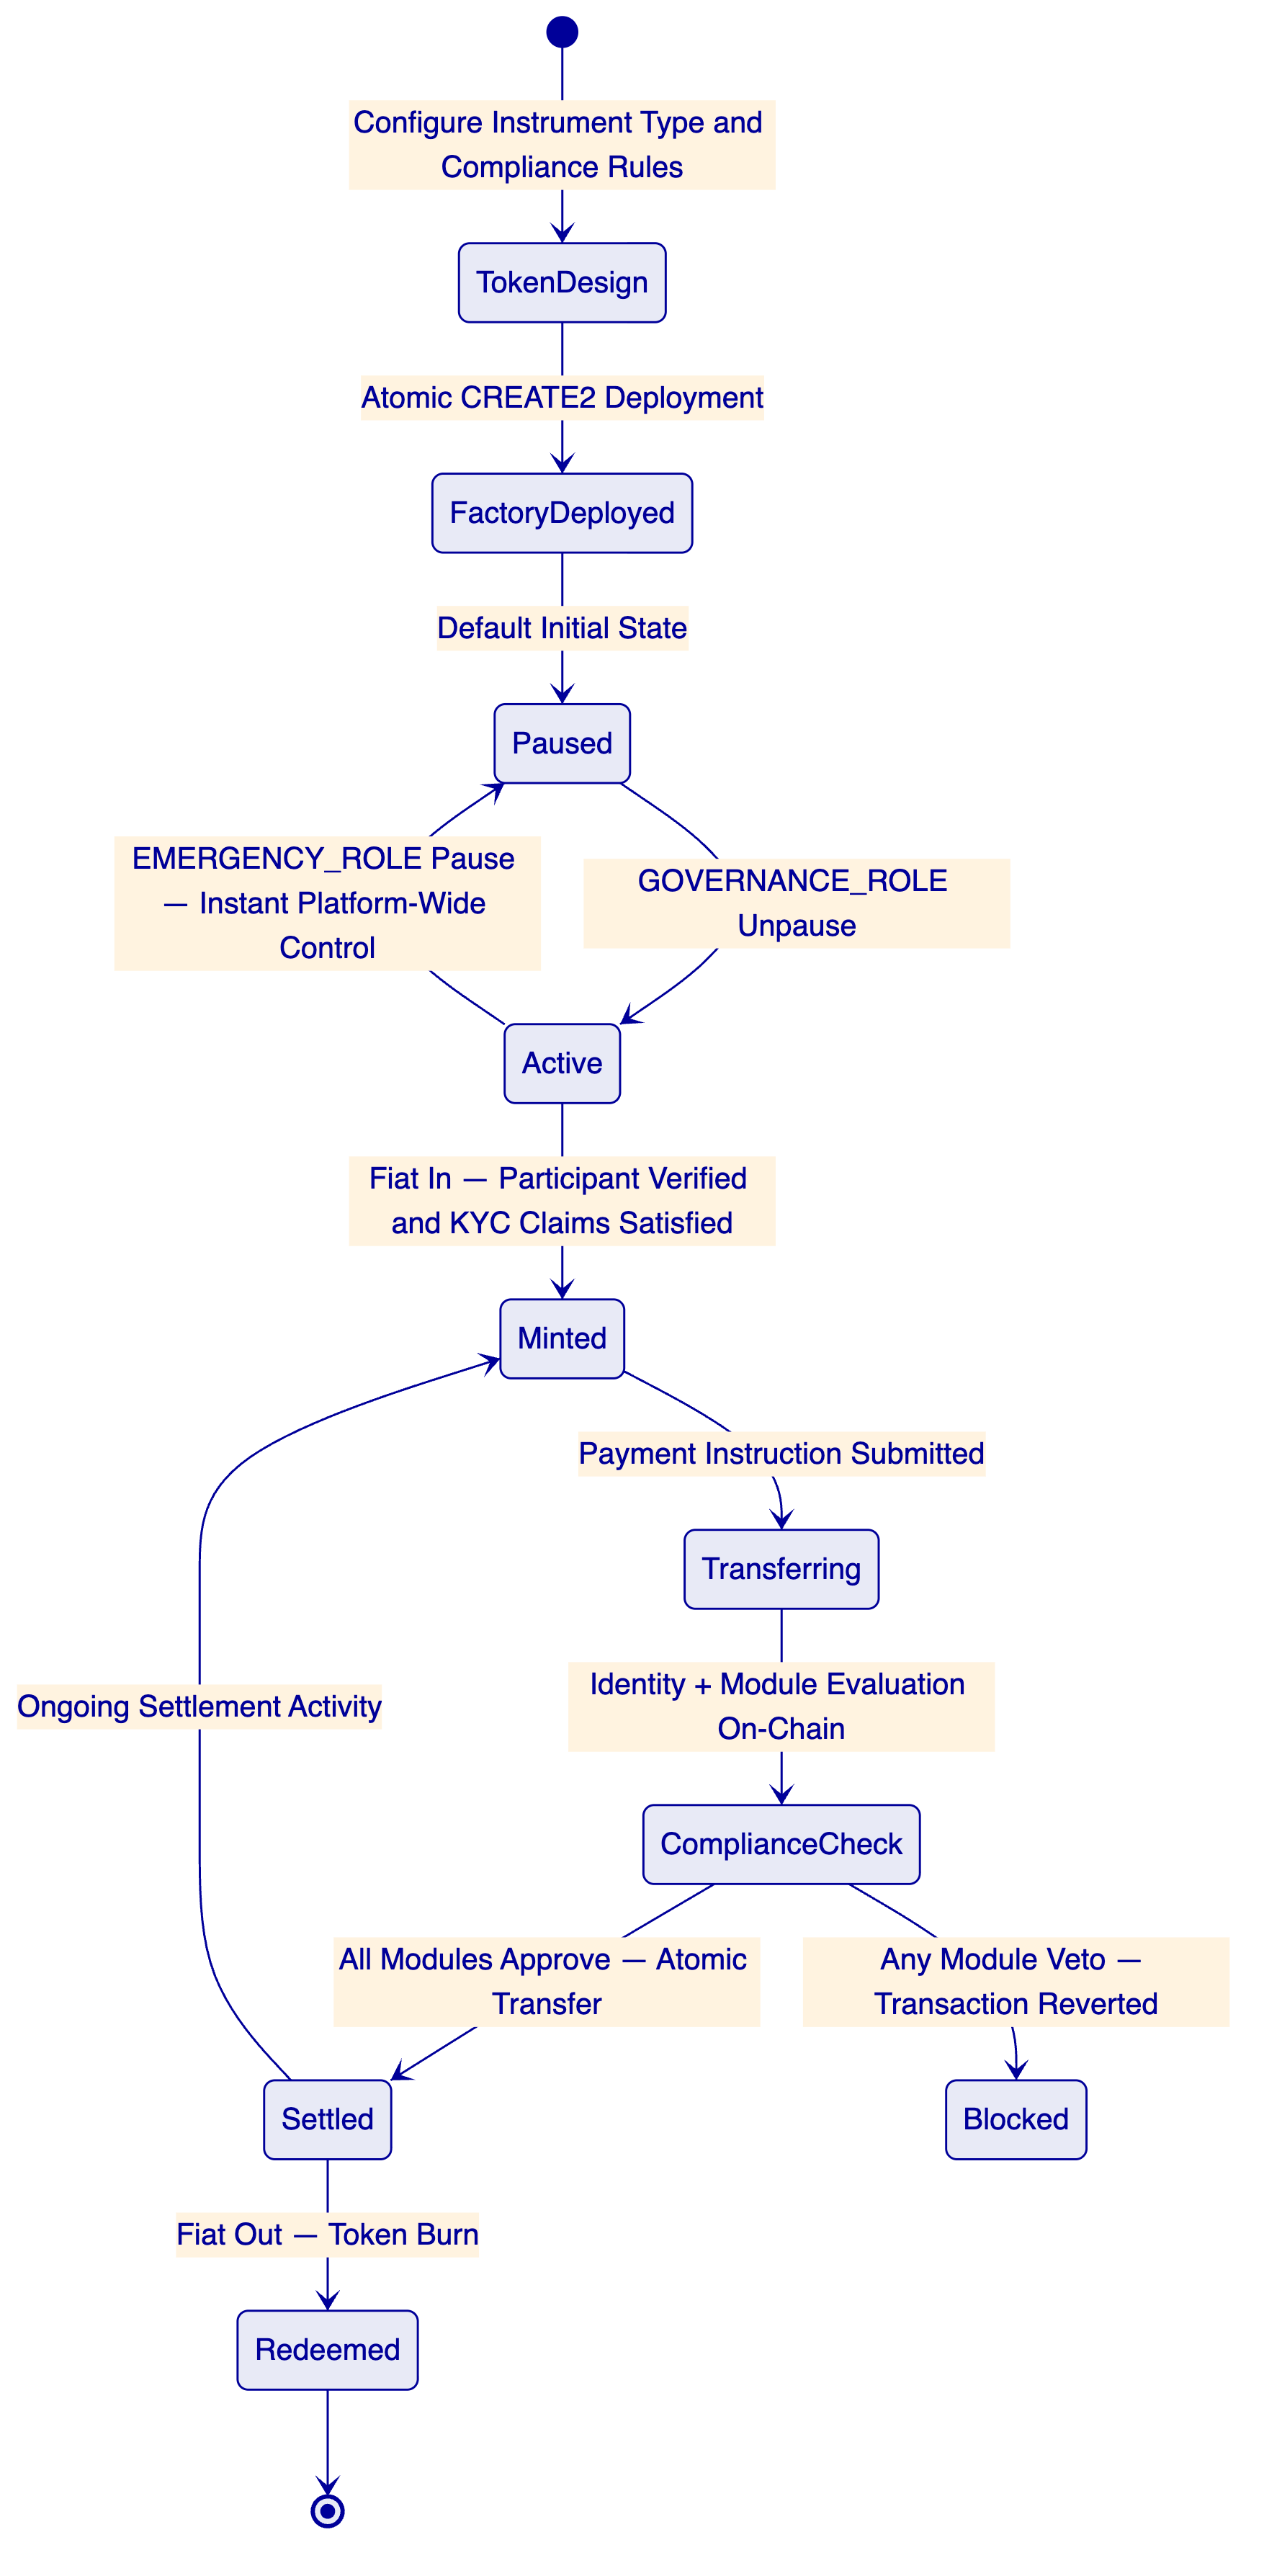 Configure Instrument Type and
Compliance Rules
TokenDesign
Atomic CREATE2 Deployment
FactoryDeployed
Default Initial State
Paused
EMERGENCY_ROLE Pause
— Instant Platform-Wide
Control
GOVERNANCE_ROLE
Unpause
Active
Fiat In — Participant Verified
and KYC Claims Satisfied
Minted
Payment Instruction Submitted
Transferring
Identity + Module Evaluation
On-Chain
Ongoing Settlement Activity
ComplianceCheck
All Modules Approve — Atomic
Transfer
Any Module Veto —
Transaction Reverted
Settled
Blocked
Fiat Out — Token Burn
Redeemed